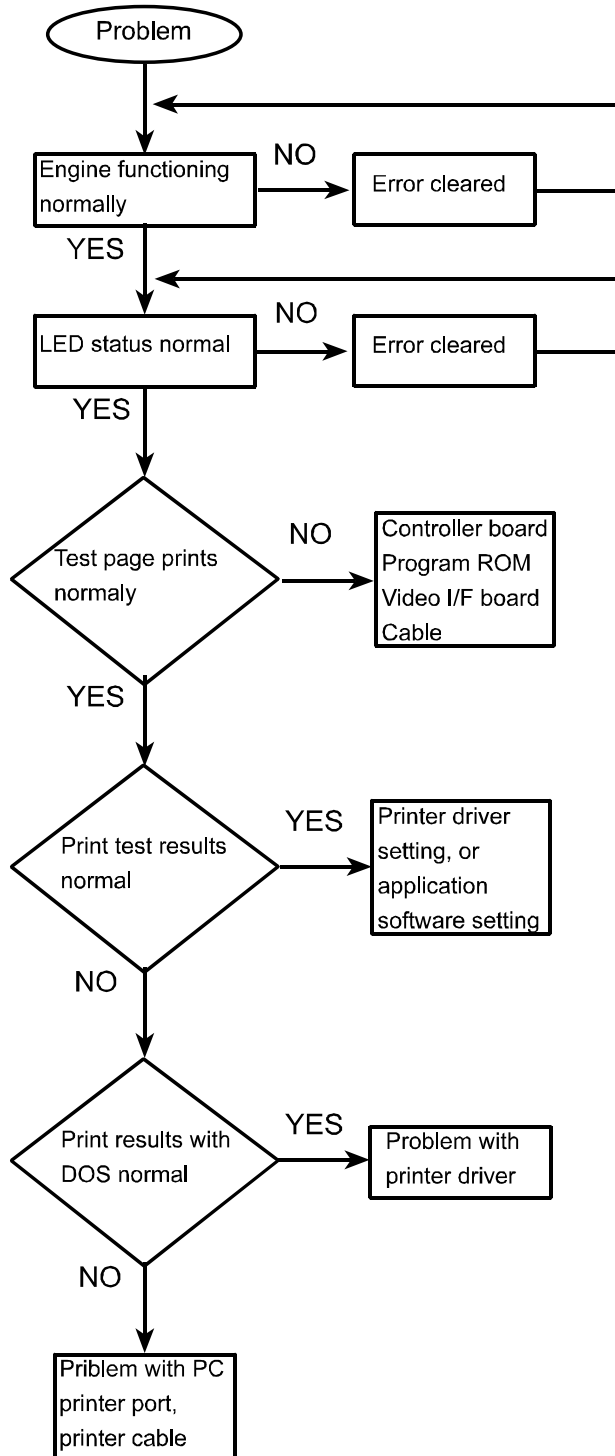 Problem
Engine functioning
normally
NO
Error cleared
YES
LED status normal
NO
Error cleared
YES
Test page prints
normaly
NO
Controller board
Program ROM
Video I/F board
Cable
YES
Print test results
normal
YES
Printer driver
setting, or
application
software setting
NO
Print results with
DOS normal
YES
Problem with
printer driver
NO
Priblem with PC
printer port,
printer cable